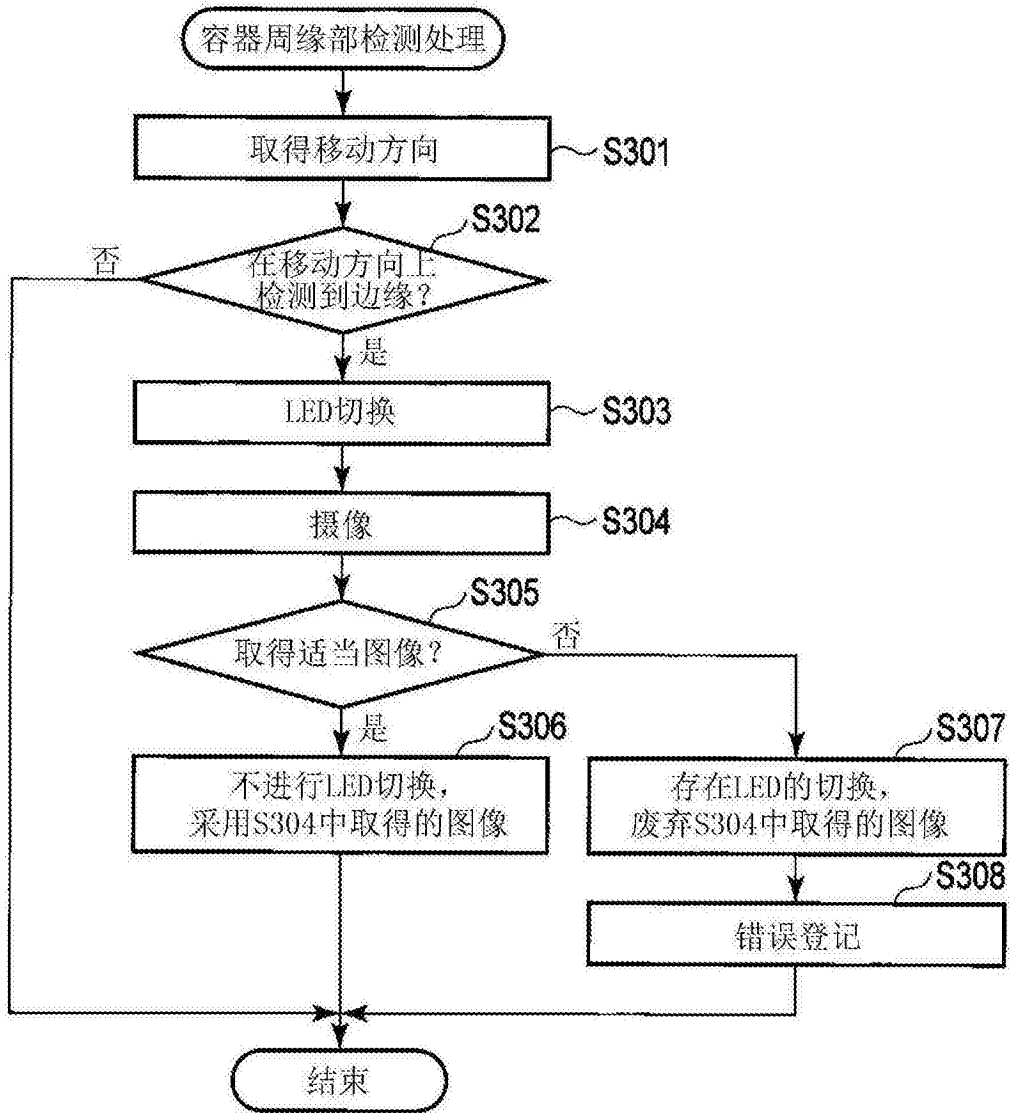 容器周缘部检测处理
取得移动方向
S301
S302
否
在移动方向上
检测到边缘?
是
LED切换
S303
摄像
S304
S305
取得适当图像?
否
是
S306
不进行LED切换,
采用S304中取得的图像
S307
存在LED的切换,
废弃S304中取得的图像
S308
错误登记
结束